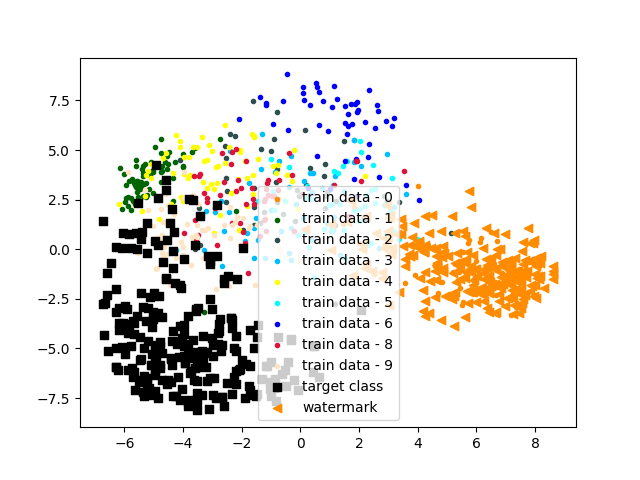 7.5
5.0
2.5
0.0
−2.5
−5.0
−7.5
−6
−4
−2
0
2
4
6
8
train data - 0
train data - 1
train data - 2
train data - 3
train data - 4
train data - 5
train data - 6
train data - 8
train data - 9
target class
watermark